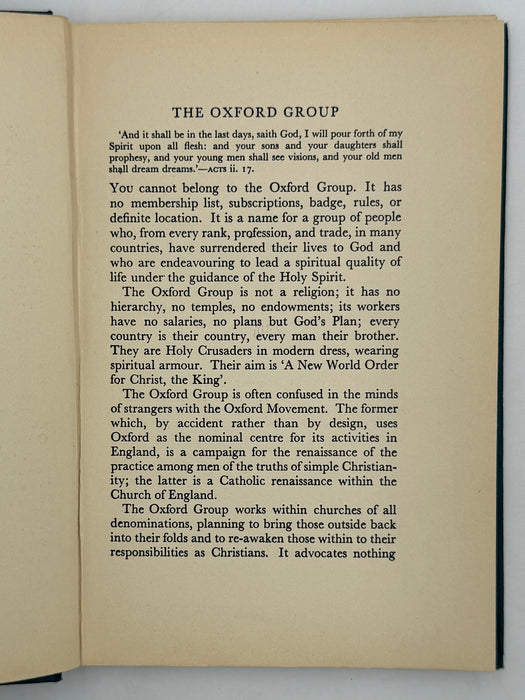 THE OXFORD GROUP
'And it shall be in the last days, saith God, I will pour forth of my
Spirit upon all flesh: and your sons and your daughters shall
prophesy, and your young men shall see visions, and your old men
shall dream dreams.'—ACTS ii. 17.
YOU cannot belong to the Oxford Group. It has
no membership list, subscriptions, badge, rules, or
definite location. It is a name for a group of people
who, from every rank, profession, and trade, in many
countries, have surrendered their lives to God and
who are endeavouring to lead a spiritual quality of
life under the guidance of the Holy Spirit.
The Oxford Group is not a religion; it has no
hierarchy, no temples, no endowments; its workers
have no salaries, no plans but God's Plan; every
country is their country, every man their brother.
They are Holy Crusaders in modern dress, wearing
spiritual armour. Their aim is 'A New World Order
for Christ, the King'.
The Oxford Group is often confused in the minds
of strangers with the Oxford Movement. The former
which, by accident rather than by design, uses
Oxford as the nominal centre for its activities in
England, is a campaign for the renaissance of the
practice among men of the truths of simple Christian-
ity; the latter is a Catholic renaissance within the
Church of England.
The Oxford Group works within churches of all
denominations, planning to bring those outside back
into their folds and to re-awaken those within to their
responsibilities as Christians. It advocates nothing